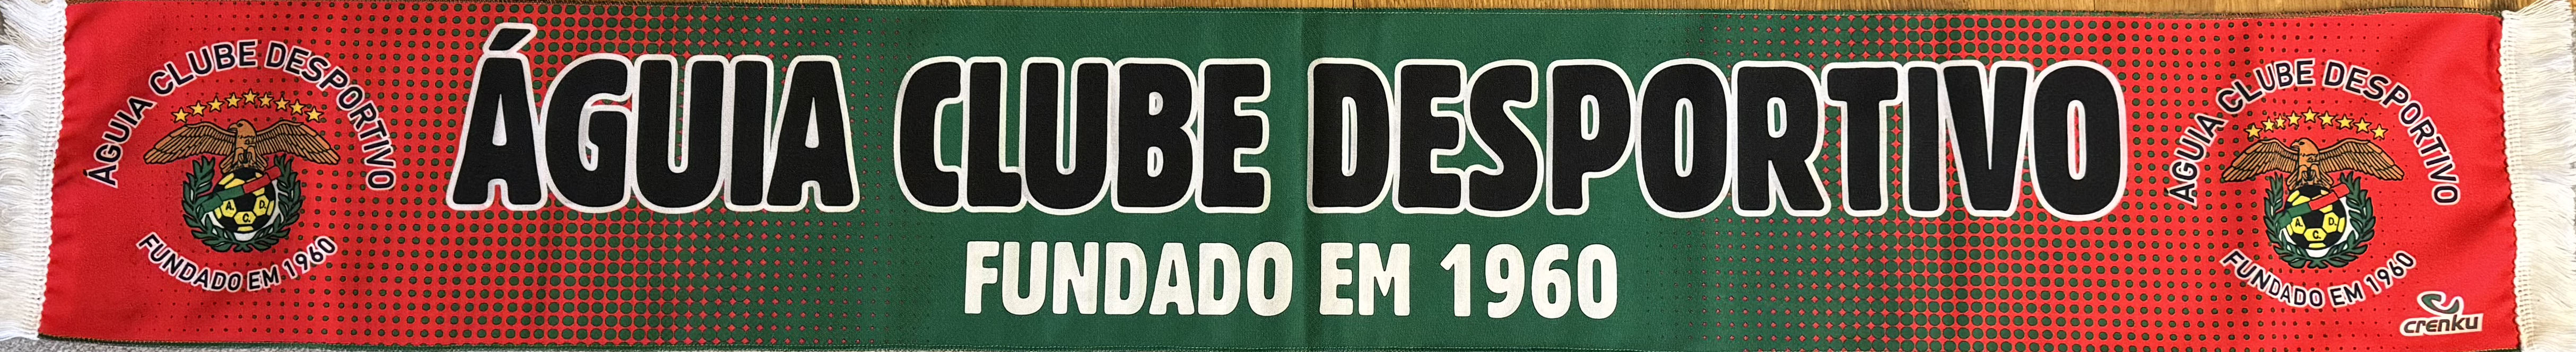 ÁGUIA CLUBE DESPORTIVO
A. C. D.
FUNDADO EM 1960
ÁGUIA CLUBE DESPORTIVO
FUNDADO EM 1960
ÁGUIA CLUBE DESPORTIVO
A. C. D.
FUNDADO EM 1960
crenku